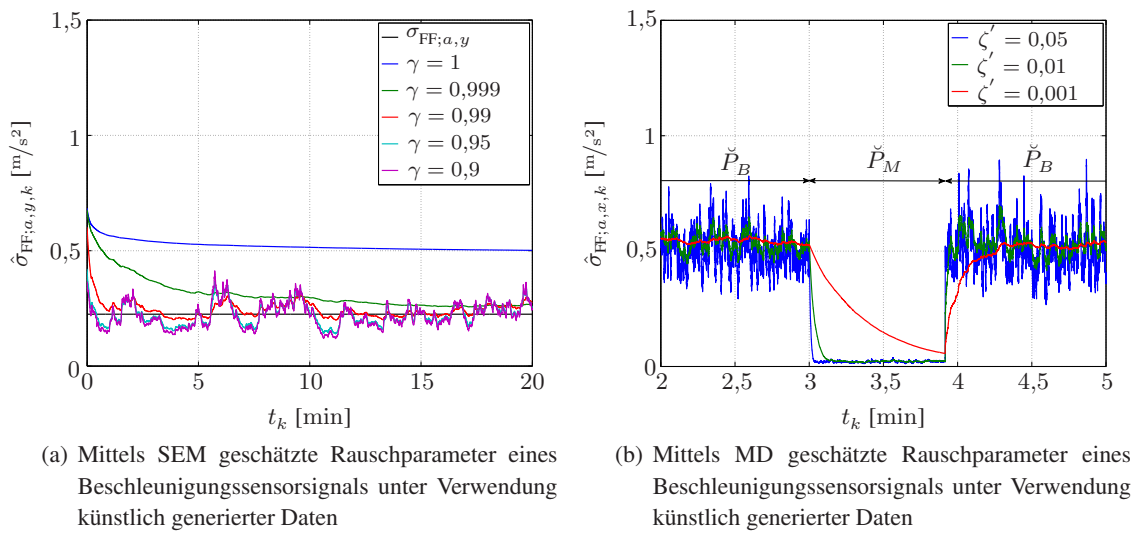 1,5
1
0,5
0
0
5
10
15
20
σ̂FF;a,y,k [m/s²]
t_k [min]
σFF;a,y
γ = 1
γ = 0,999
γ = 0,99
γ = 0,95
γ = 0,9
(a) Mittels SEM geschätzte Rauschparameter eines
Beschleunigungssensorsignals unter Verwendung
künstlich generierter Daten
1,5
1
0,5
0
2
2,5
3
3,5
4
4,5
5
σ̂FF;a,x,k [m/s²]
t_k [min]
ζ′ = 0,05
ζ′ = 0,01
ζ′ = 0,001
P̆_B
P̆_M
P̆_B
(b) Mittels MD geschätzte Rauschparameter eines
Beschleunigungssensorsignals unter Verwendung
künstlich generierter Daten